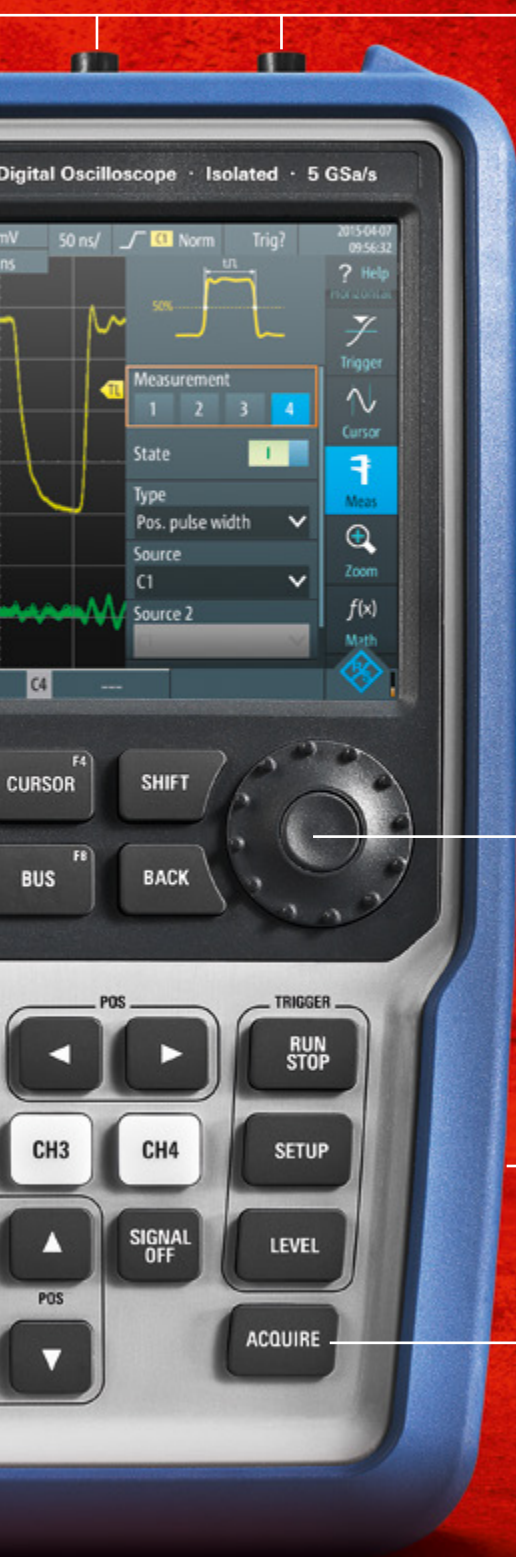 Digital Oscilloscope · Isolated · 5 GSa/s
mV 50 ns/ C1 Norm Trig? 2015-04-07
09:56:32
ns
? Help
Horizontal
50%
Trigger
TL
Measurement
1 2 3 4
Cursor
State I
Meas
Type
Pos. pulse width
Zoom
Source
C1
f(x)
Math
Source 2
C4 ---
CURSOR F4
SHIFT
BUS F8
BACK
POS
TRIGGER
RUN
STOP
CH3 CH4 SETUP
SIGNAL
OFF
LEVEL
POS
ACQUIRE